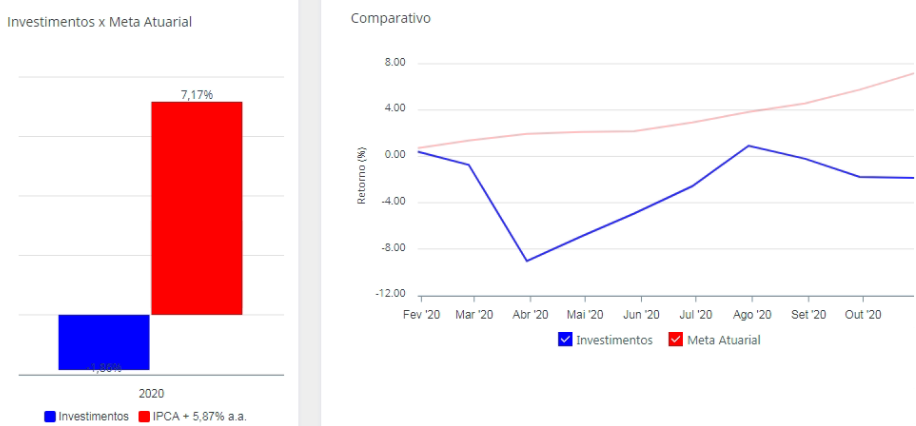 Investimentos x Meta Atuarial
7,17%
2020
Investimentos IPCA + 5,87% a.a.
Comparativo
Retorno (%)
8.00
4.00
0.00
-4.00
-8.00
-12.00
Fev '20 Mar '20 Abr '20 Mai '20 Jun '20 Jul '20 Ago '20 Set '20 Out '20
Investimentos Meta Atuarial